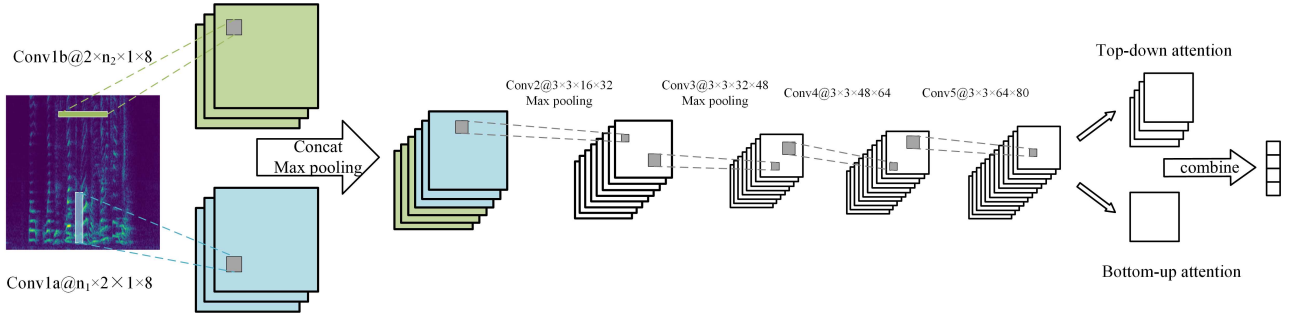 Conv1b@2×n₂×1×8
Conv1a@n₁×2×1×8
Concat
Max pooling
Conv2@3×3×16×32
Max pooling
Conv3@3×3×32×48
Max pooling
Conv4@3×3×48×64
Conv5@3×3×64×80
Top-down attention
combine
Bottom-up attention